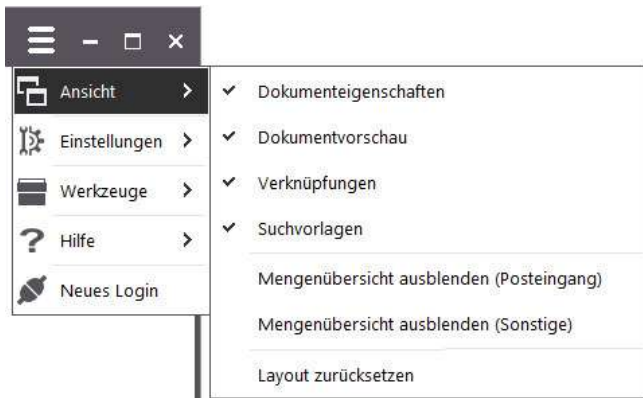 Ansicht
Einstellungen
Werkzeuge
Hilfe
Neues Login
Dokumenteigenschaften
Dokumentvorschau
Verknüpfungen
Suchvorlagen
Mengenübersicht ausblenden (Posteingang)
Mengenübersicht ausblenden (Sonstige)
Layout zurücksetzen